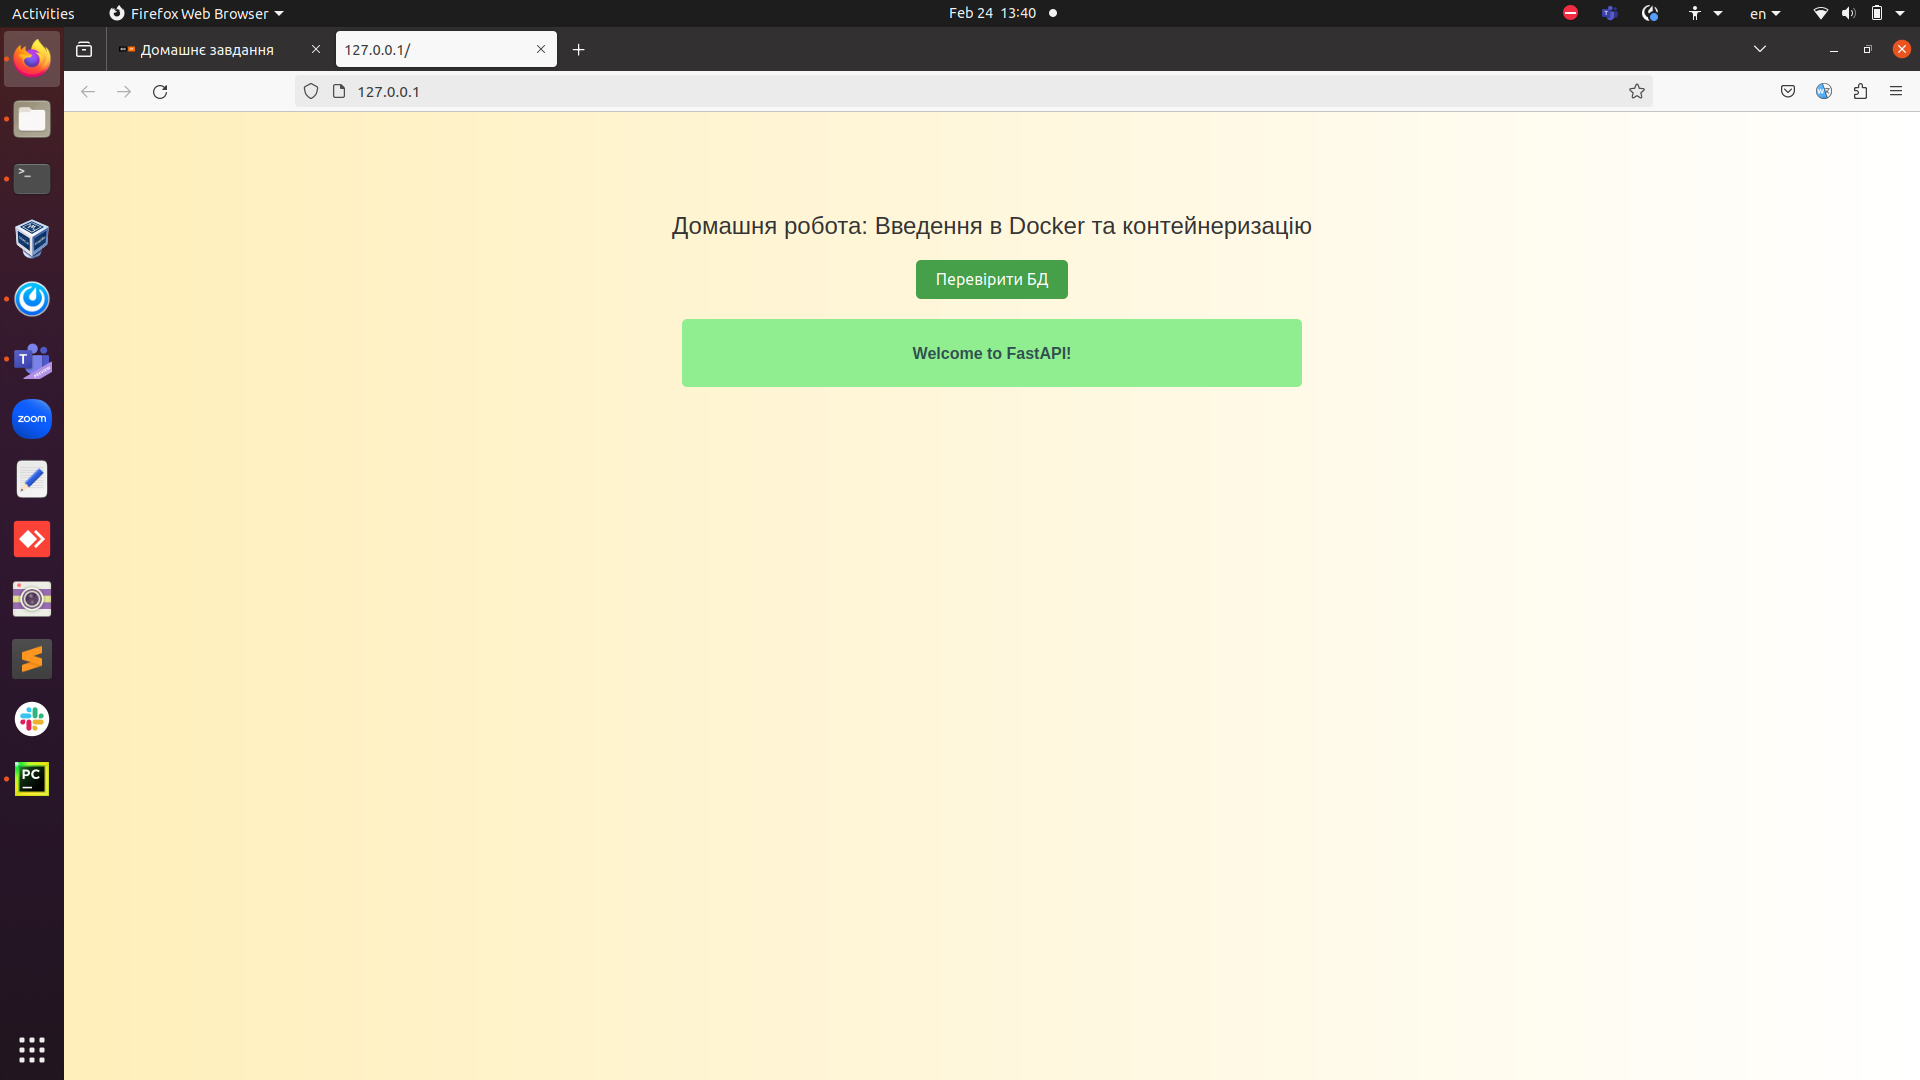 Activities
Firefox Web Browser
Feb 24 13:40
en
Домашнє завдання
127.0.0.1/
127.0.0.1
Домашня робота: Введення в Docker та контейнеризацію
Перевірити БД
Welcome to FastAPI!
>_
T
zoom
PC